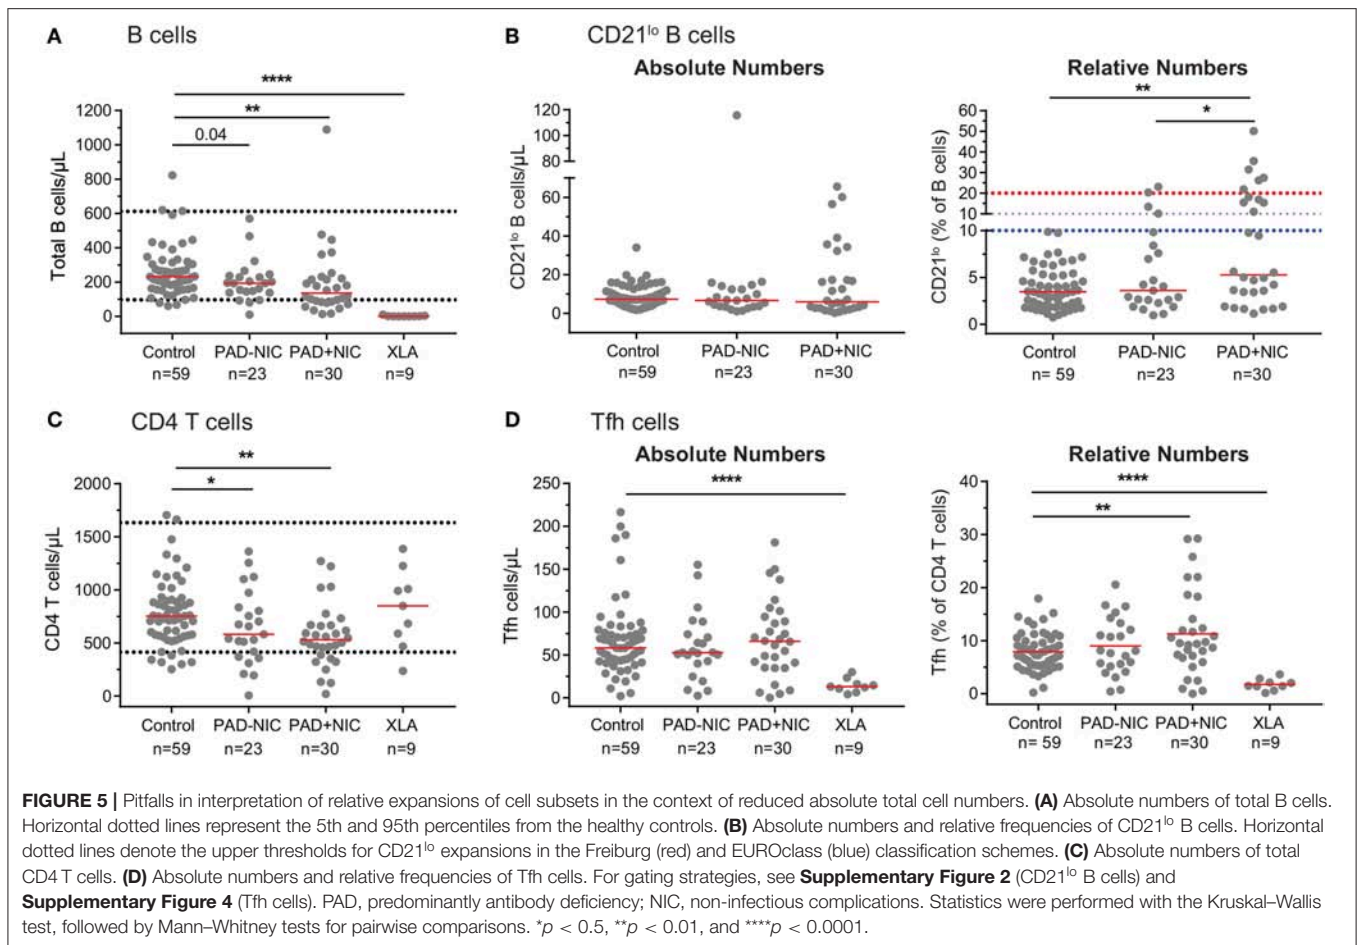 A B cells
****
**
0.04
1200
1000
800
600
400
200
0
Total B cells/µL
Control PAD-NIC PAD+NIC XLA
n=59 n=23 n=30 n=9
B CD21lo B cells
Absolute Numbers
120
100
80
60
40
20
0
CD21lo B cells/µL
Control PAD-NIC PAD+NIC
n=59 n=23 n=30
Relative Numbers
**
*
60
50
40
30
20
10
10
5
0
CD21lo (% of B cells)
Control PAD-NIC PAD+NIC
n= 59 n=23 n=30
C CD4 T cells
**
*
2000
1500
1000
500
0
CD4 T cells/µL
Control PAD-NIC PAD+NIC XLA
n=59 n=23 n=30 n=9
D Tfh cells
Absolute Numbers
****
250
200
150
100
50
0
Tfh cells/µL
Control PAD-NIC PAD+NIC XLA
n=59 n=23 n=30 n=9
Relative Numbers
****
**
40
30
20
10
0
Tfh (% of CD4 T cells)
Control PAD-NIC PAD+NIC XLA
n= 59 n=23 n=30 n=9
FIGURE 5 | Pitfalls in interpretation of relative expansions of cell subsets in the context of reduced absolute total cell numbers. (A) Absolute numbers of total B cells.
Horizontal dotted lines represent the 5th and 95th percentiles from the healthy controls. (B) Absolute numbers and relative frequencies of CD21lo B cells. Horizontal
dotted lines denote the upper thresholds for CD21lo expansions in the Freiburg (red) and EUROclass (blue) classification schemes. (C) Absolute numbers of total
CD4 T cells. (D) Absolute numbers and relative frequencies of Tfh cells. For gating strategies, see Supplementary Figure 2 (CD21lo B cells) and
Supplementary Figure 4 (Tfh cells). PAD, predominantly antibody deficiency; NIC, non-infectious complications. Statistics were performed with the Kruskal–Wallis
test, followed by Mann–Whitney tests for pairwise comparisons. *p < 0.5, **p < 0.01, and ****p < 0.0001.